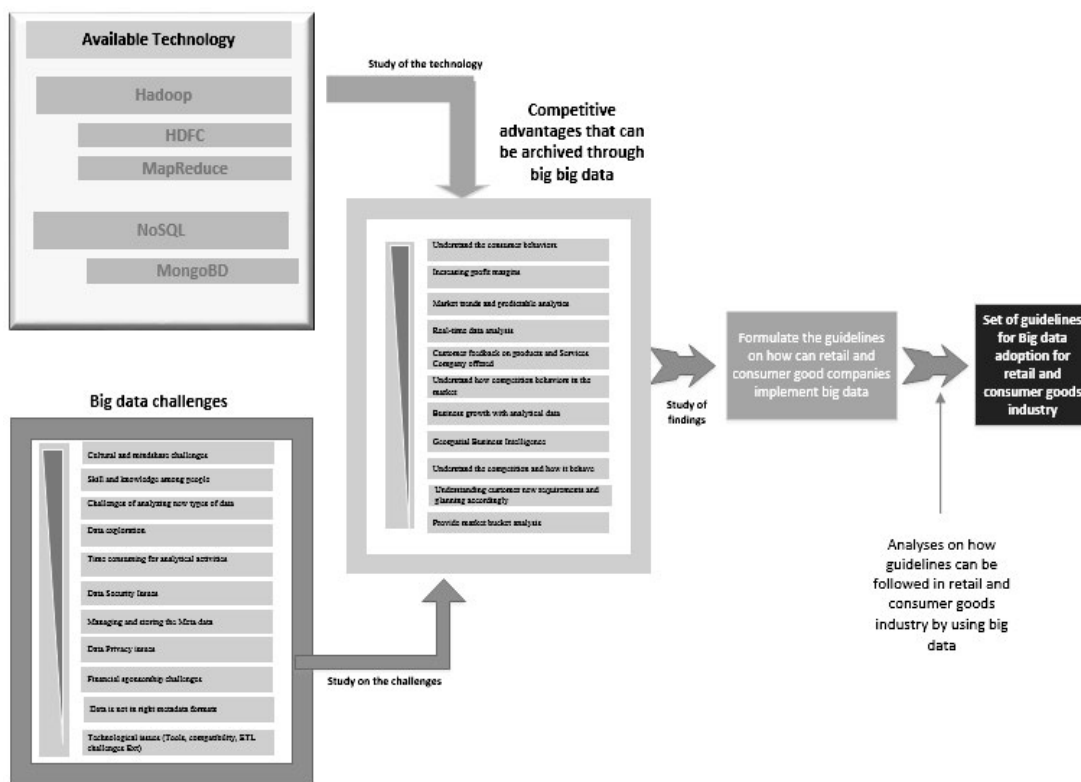 Available Technology
Hadoop
HDFC
MapReduce
NoSQL
MongoBD
Study of the technology
Competitive
advantages that can
be archived through
big big data
Understand the consumer behaviors
Increasing profit margins
Market trends and predictable analytics
Real-time data analysis
Customer feedback on products and Services
Company offered
Understand how competition behaviors in the
market
Business growth with analytical data
Geospatial Business Intelligence
Understand the competition and how it behave
Understanding customer new requirements and
planning accordingly
Provide market bucket analysis
Big data challenges
Cultural and mindshare challenges
Skill and knowledge among people
Challenges of analyzing new types of data
Data exploration
Time consuming for analytical activities
Data Security Issues
Managing and storing the Meta data
Data Privacy issues
Financial sponsorship challenges
Data is not in right metadata formats
Technological issues (Tools, compatibility, ETL
challenges Ext)
Study on the challenges
Study of
findings
Formulate the guidelines
on how can retail and
consumer good companies
implement big data
Set of guidelines
for Big data
adoption for
retail and
consumer goods
industry
Analyses on how
guidelines can be
followed in retail and
consumer goods
industry by using big
data